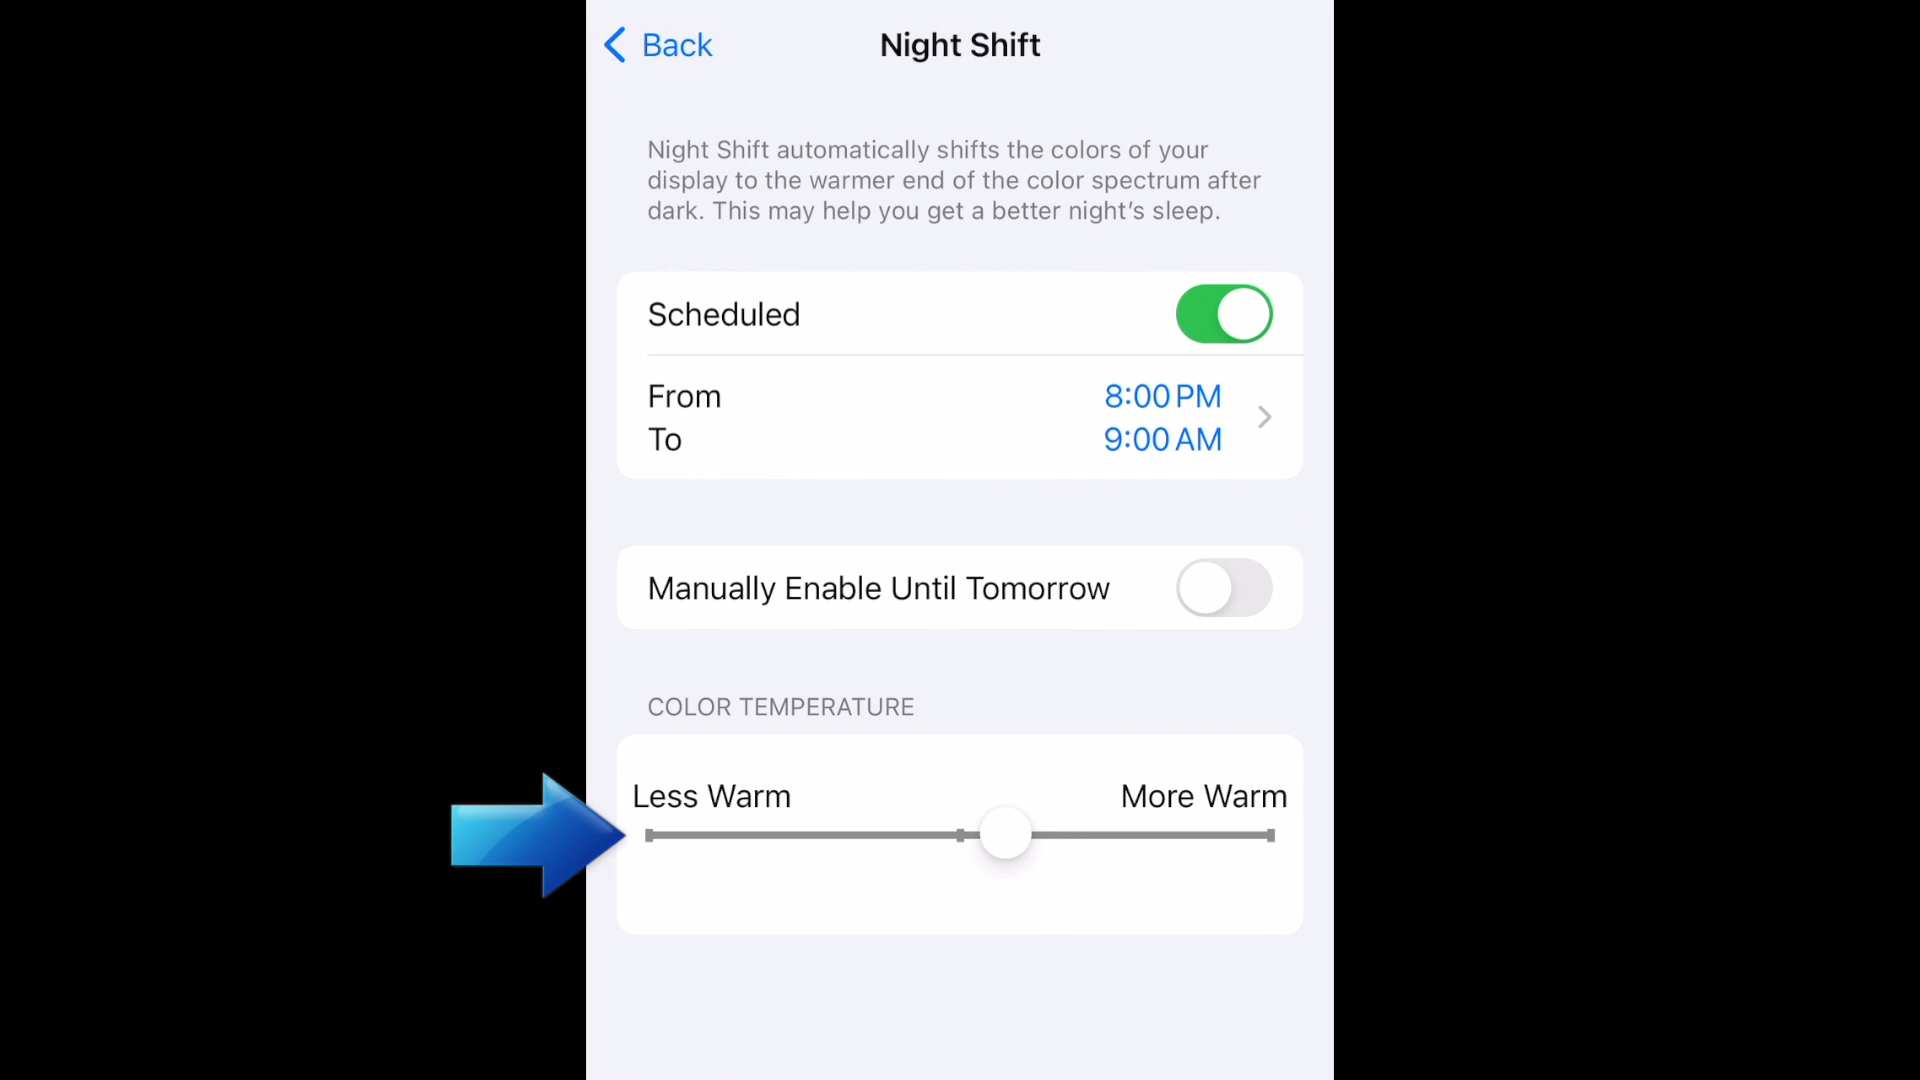 Back
Night Shift
Night Shift automatically shifts the colors of your
display to the warmer end of the color spectrum after
dark. This may help you get a better night's sleep.
Scheduled
From 8:00 PM
To 9:00 AM
Manually Enable Until Tomorrow
COLOR TEMPERATURE
Less Warm More Warm